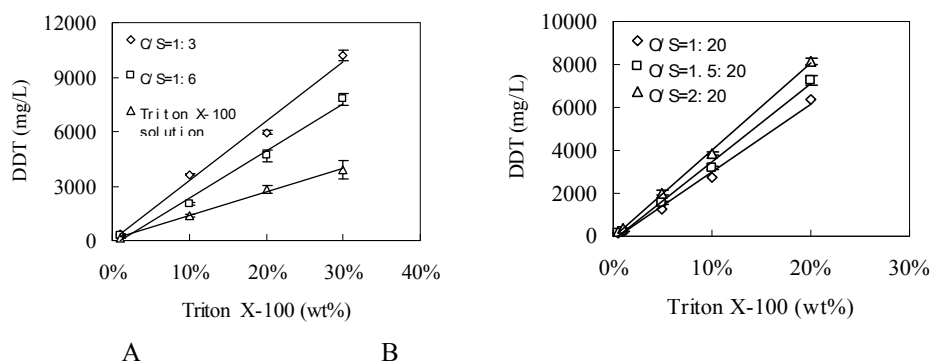 12000
9000
6000
3000
0
DDT (mg/L)
O/S=1:3
O/S=1:6
Triton X-100
solution
0% 10% 20% 30% 40%
Triton X-100 (wt%)
A
10000
8000
6000
4000
2000
0
DDT (mg/L)
O/S=1:20
O/S=1.5:20
O/S=2:20
0% 10% 20% 30%
Triton X-100 (wt%)
B